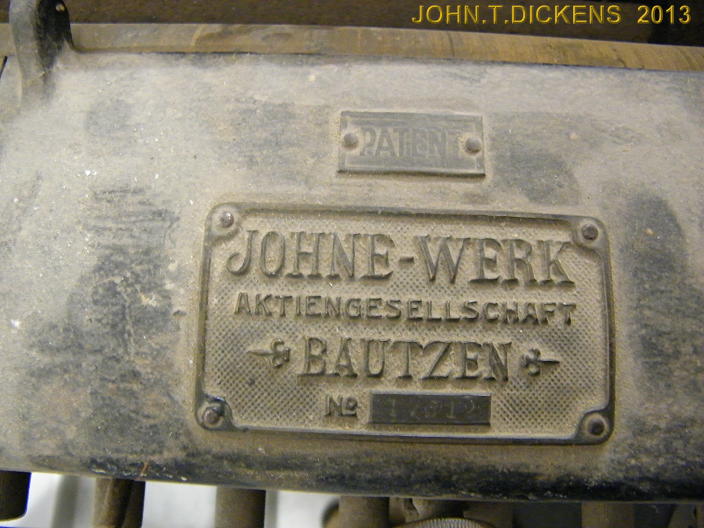 JOHN.T.DICKENS 2013
PATENT
JOHNE-WERK
AKTIENGESELLSCHAFT
BAUTZEN
No